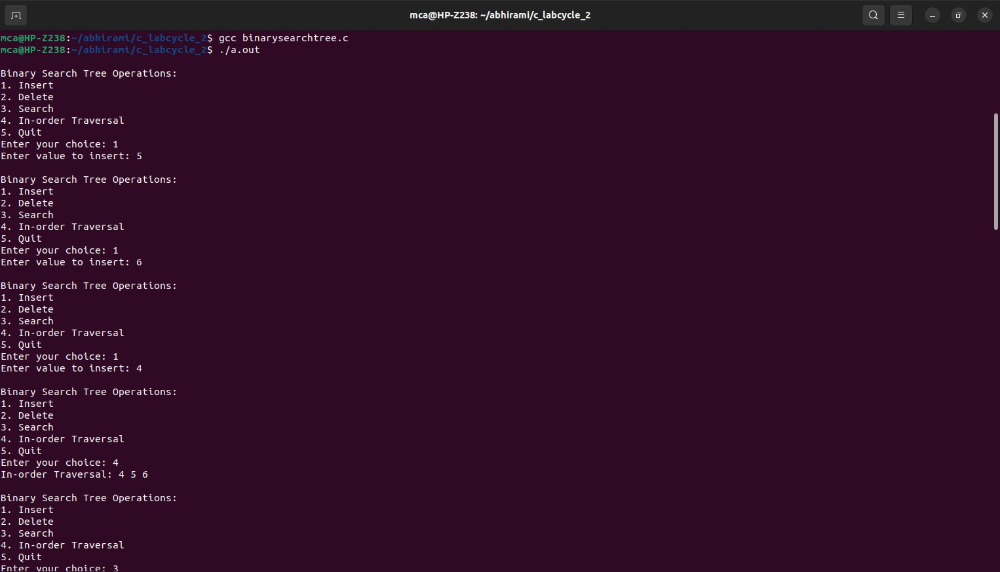 mca@HP-Z238: ~/abhirami/c_labcycle_2
mca@HP-Z238:~/abhirami/c_labcycle_2$ gcc binarysearchtree.c
mca@HP-Z238:~/abhirami/c_labcycle_2$ ./a.out
Binary Search Tree Operations:
1. Insert
2. Delete
3. Search
4. In-order Traversal
5. Quit
Enter your choice: 1
Enter value to insert: 5
Binary Search Tree Operations:
1. Insert
2. Delete
3. Search
4. In-order Traversal
5. Quit
Enter your choice: 1
Enter value to insert: 6
Binary Search Tree Operations:
1. Insert
2. Delete
3. Search
4. In-order Traversal
5. Quit
Enter your choice: 1
Enter value to insert: 4
Binary Search Tree Operations:
1. Insert
2. Delete
3. Search
4. In-order Traversal
5. Quit
Enter your choice: 4
In-order Traversal: 4 5 6
Binary Search Tree Operations:
1. Insert
2. Delete
3. Search
4. In-order Traversal
5. Quit
Enter your choice: 3